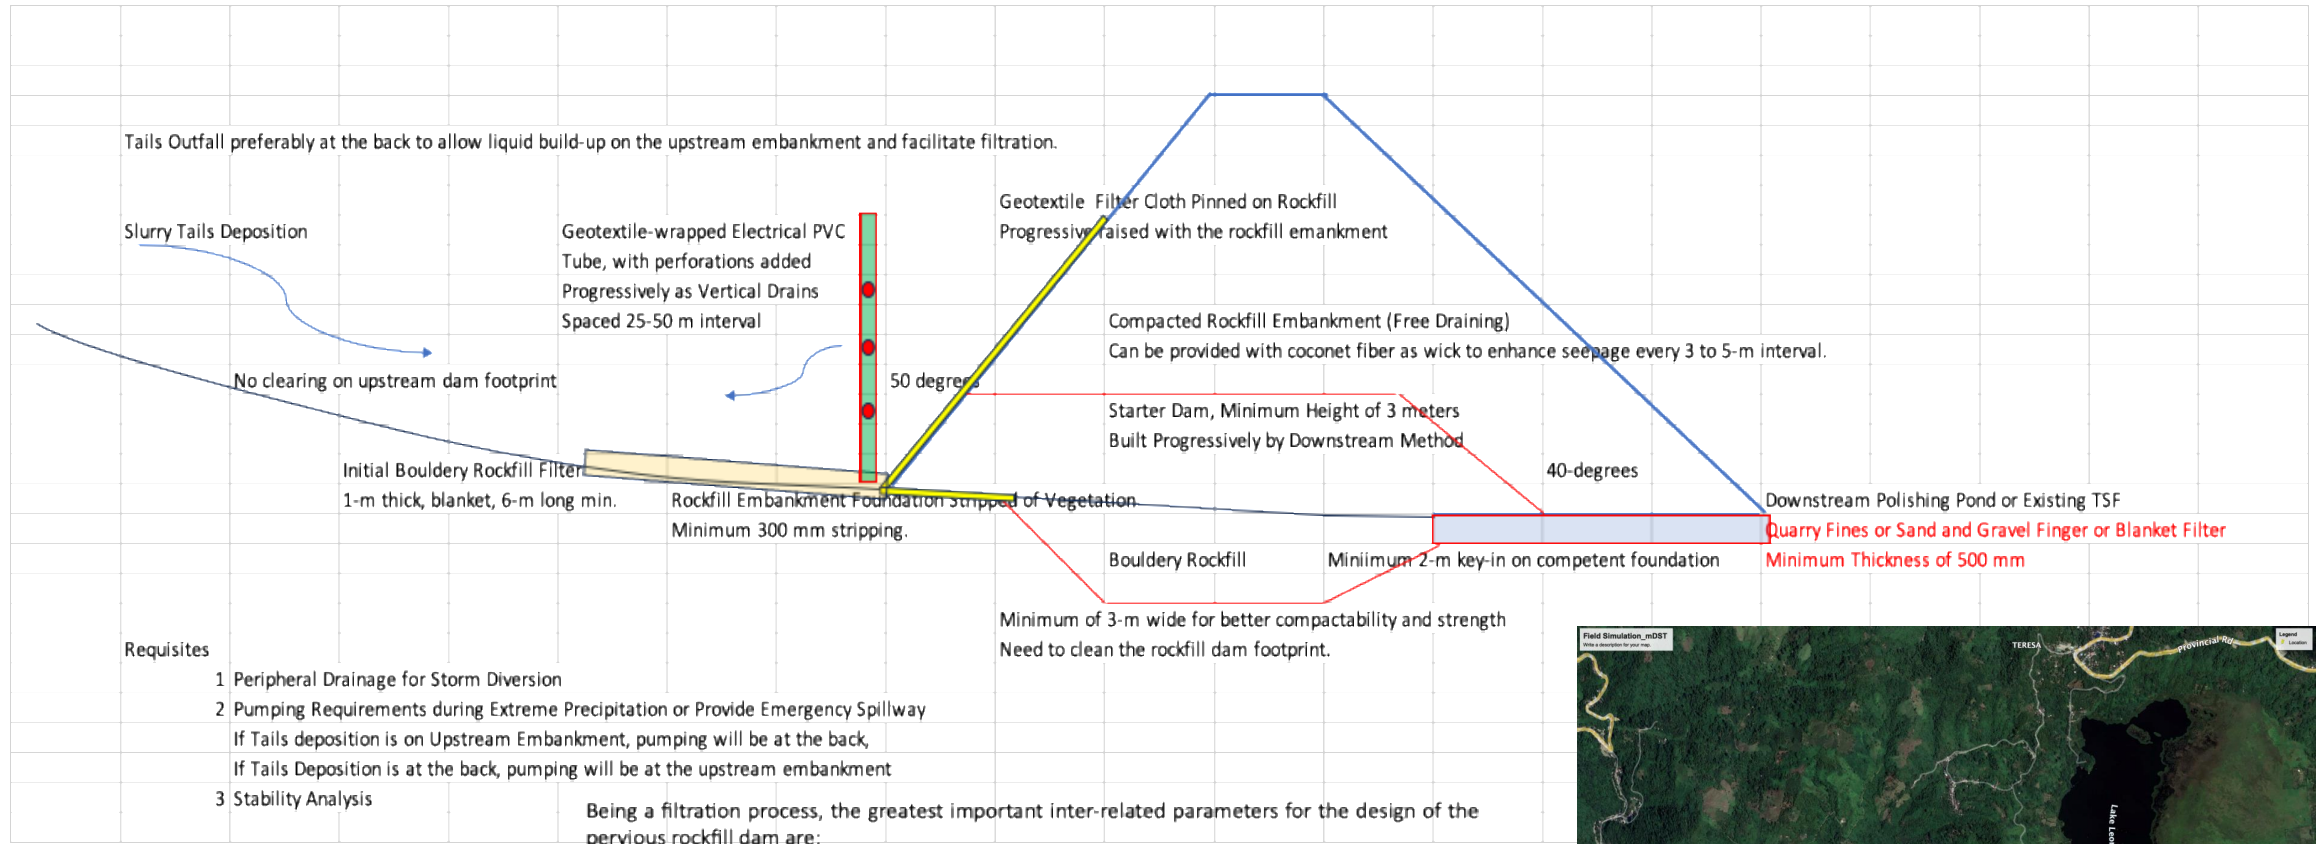 Tails Outfall preferably at the back to allow liquid build-up on the upstream embankment and facilitate filtration.
Slurry Tails Deposition
Geotextile-wrapped Electrical PVC
Tube, with perforations added
Progressively as Vertical Drains
Spaced 25-50 m interval
Geotextile Filter Cloth Pinned on Rockfill
Progressive raised with the rockfill emankment
Compacted Rockfill Embankment (Free Draining)
Can be provided with coconet fiber as wick to enhance seepage every 3 to 5-m interval.
No clearing on upstream dam footprint
50 degrees
Starter Dam, Minimum Height of 3 meters
Built Progressively by Downstream Method
40-degrees
Initial Bouldery Rockfill Filter
1-m thick, blanket, 6-m long min.
Rockfill Embankment Foundation Stripped of Vegetation
Minimum 300 mm stripping.
Downstream Polishing Pond or Existing TSF
Quarry Fines or Sand and Gravel Finger or Blanket Filter
Minimum Thickness of 500 mm
Bouldery Rockfill
Miniimum 2-m key-in on competent foundation
Minimum of 3-m wide for better compactability and strength
Need to clean the rockfill dam footprint.
Requisites
1 Peripheral Drainage for Storm Diversion
2 Pumping Requirements during Extreme Precipitation or Provide Emergency Spillway
If Tails deposition is on Upstream Embankment, pumping will be at the back,
If Tails Deposition is at the back, pumping will be at the upstream embankment
3 Stability Analysis
Being a filtration process, the greatest important inter-related parameters for the design of the
pervious rockfill dam are:
Field Simulation_mDST
Write a description for your map.
TERESA
Provincial Rd
Legend
Location
Lake Leo